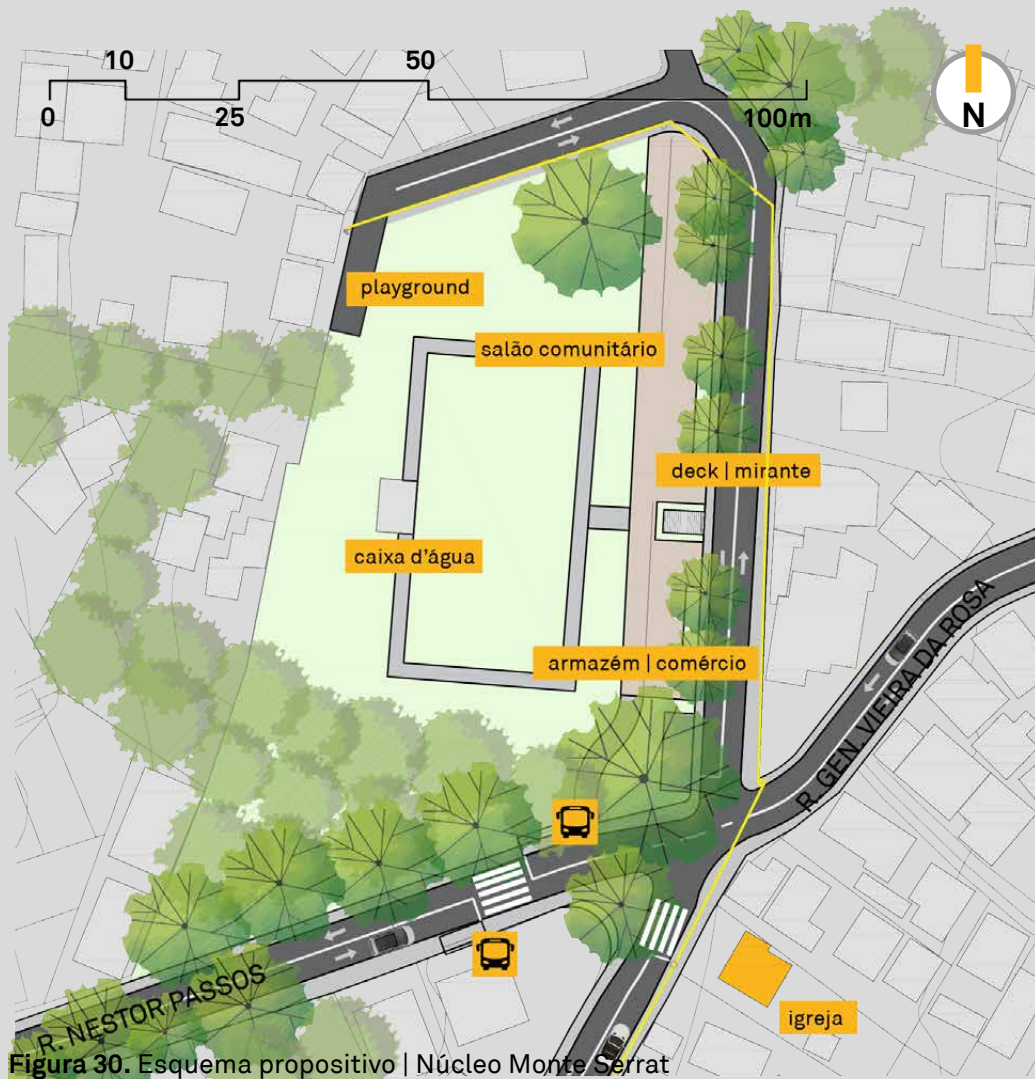 10
50
0
25
100m
N
playground
salão comunitário
deck | mirante
caixa d'água
armazém | comércio
R. GEN. VIEIRA DA ROSA
R. NESTOR PASSOS
igreja
Figura 30. Esquema propositivo | Núcleo Monte Serrat